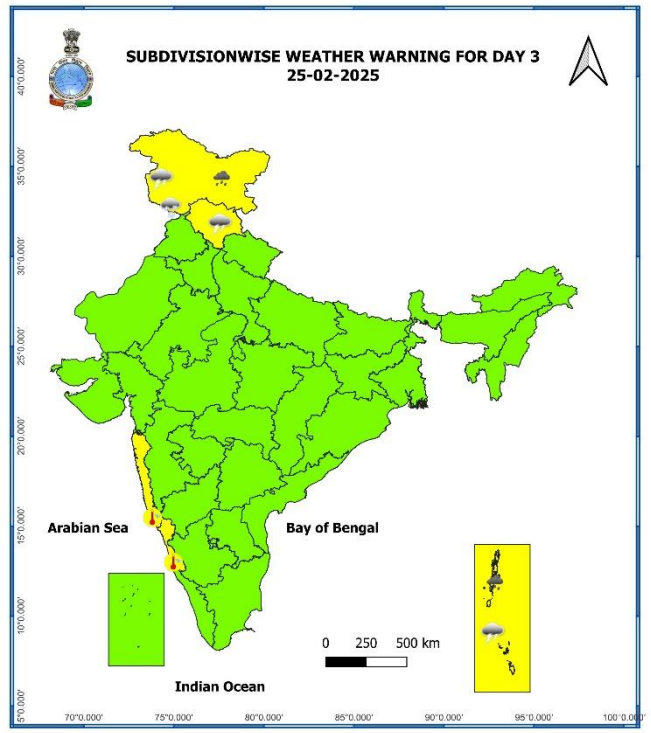 SUBDIVISIONWISE WEATHER WARNING FOR DAY 3
25-02-2025
40°0.000'
35°0.000'
30°0.000'
25°0.000'
20°0.000'
15°0.000'
10°0.000'
5°0.000'
Arabian Sea
Bay of Bengal
0 250 500 km
Indian Ocean
70°0.000' 75°0.000' 80°0.000' 85°0.000' 90°0.000' 95°0.000' 100°0.000'